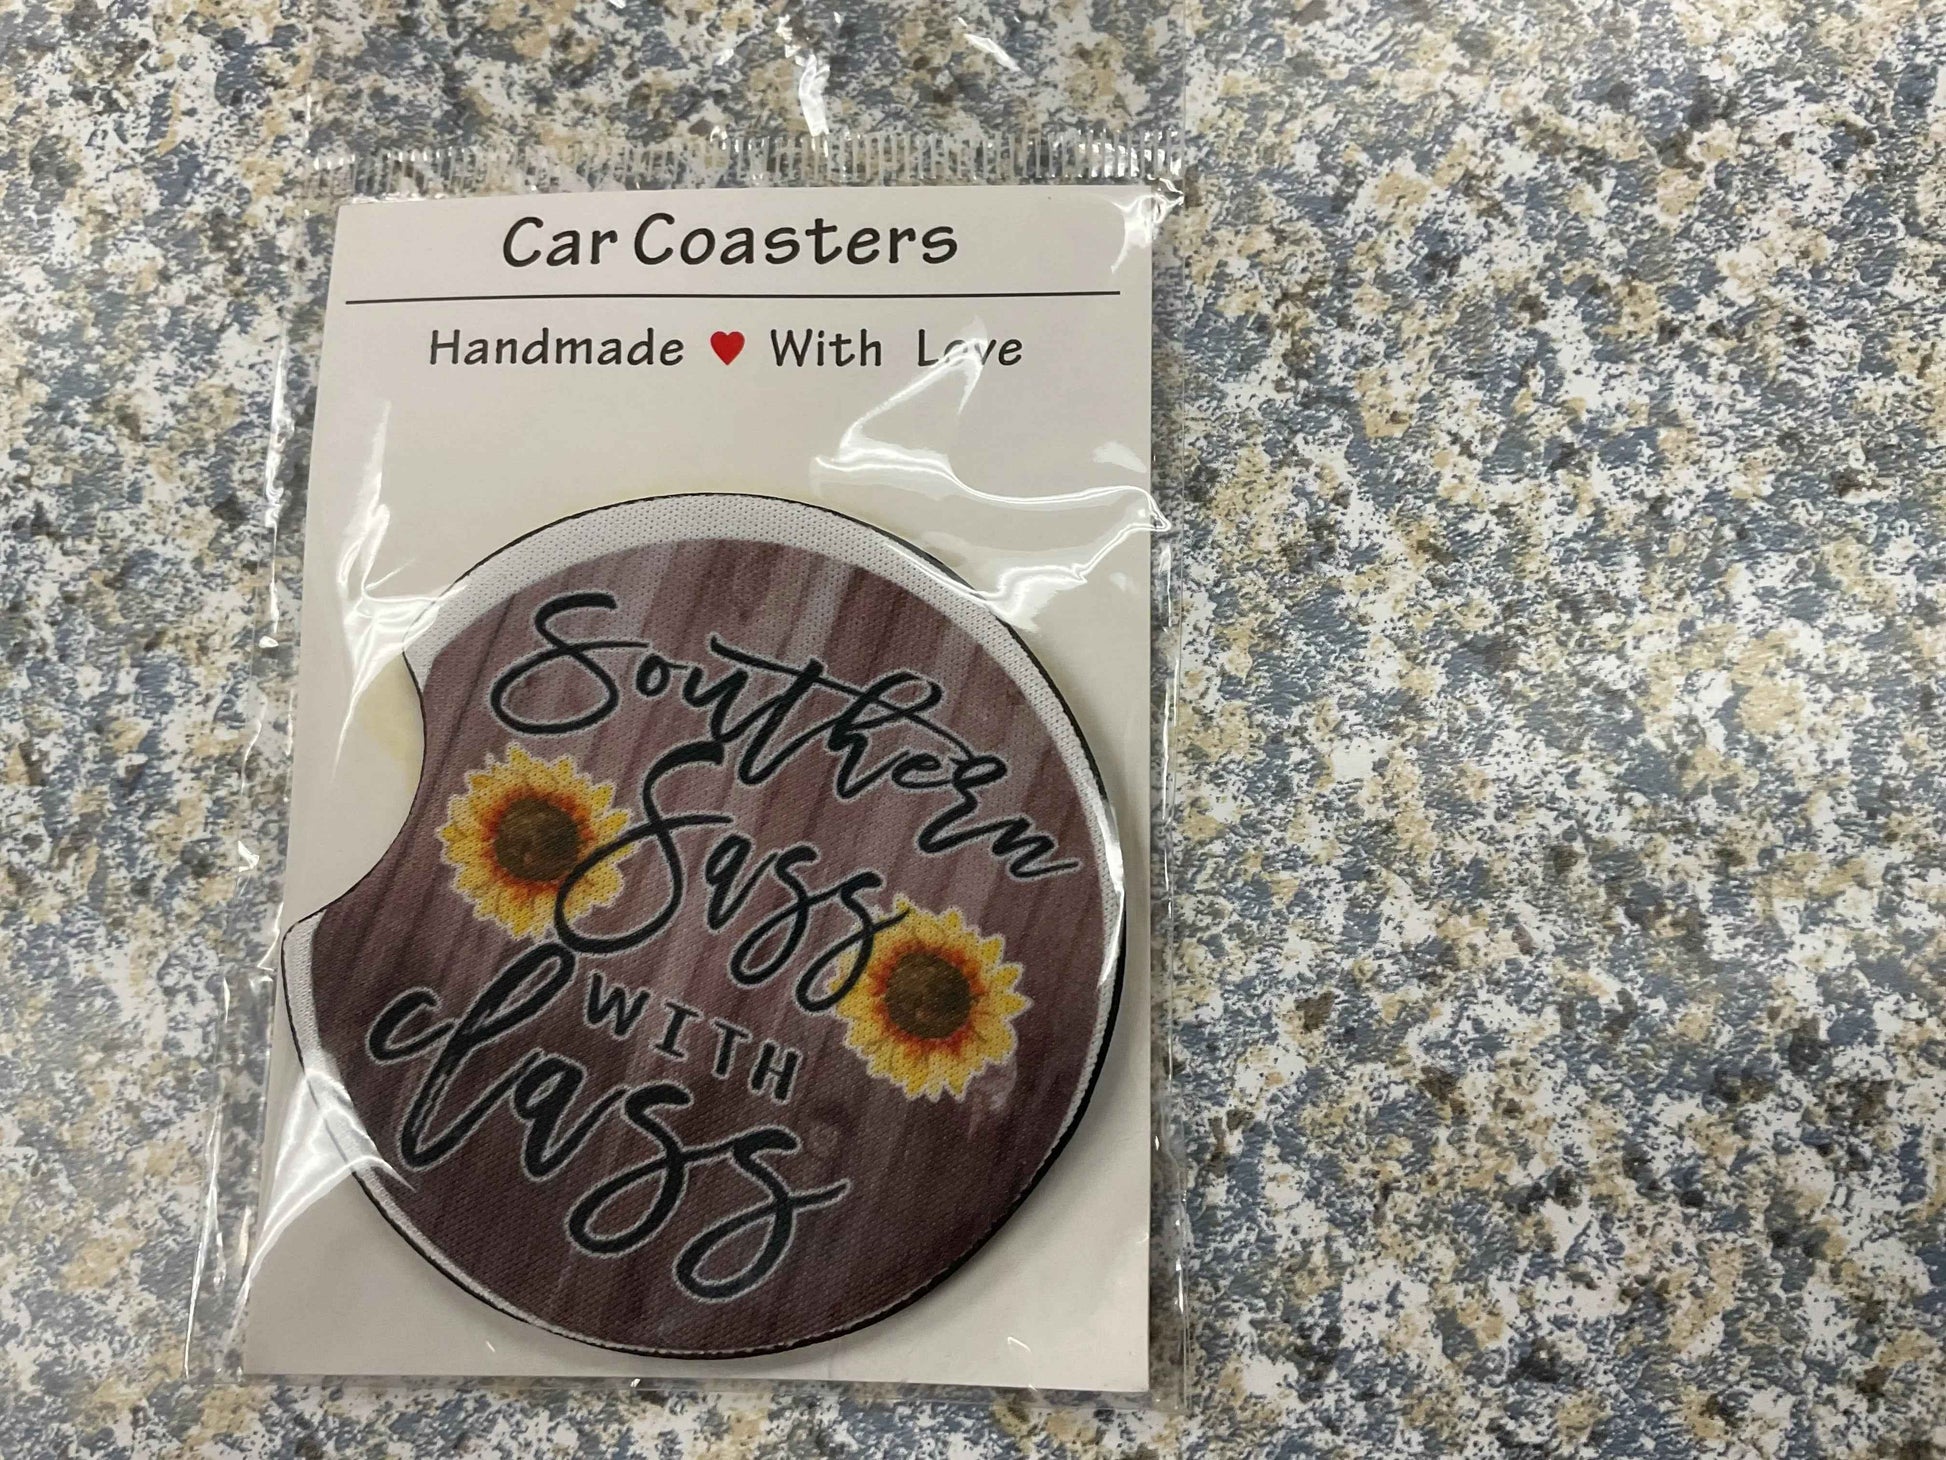 Car Coasters
Handmade ♥ With Love
Southern
Sass
WITH
Class